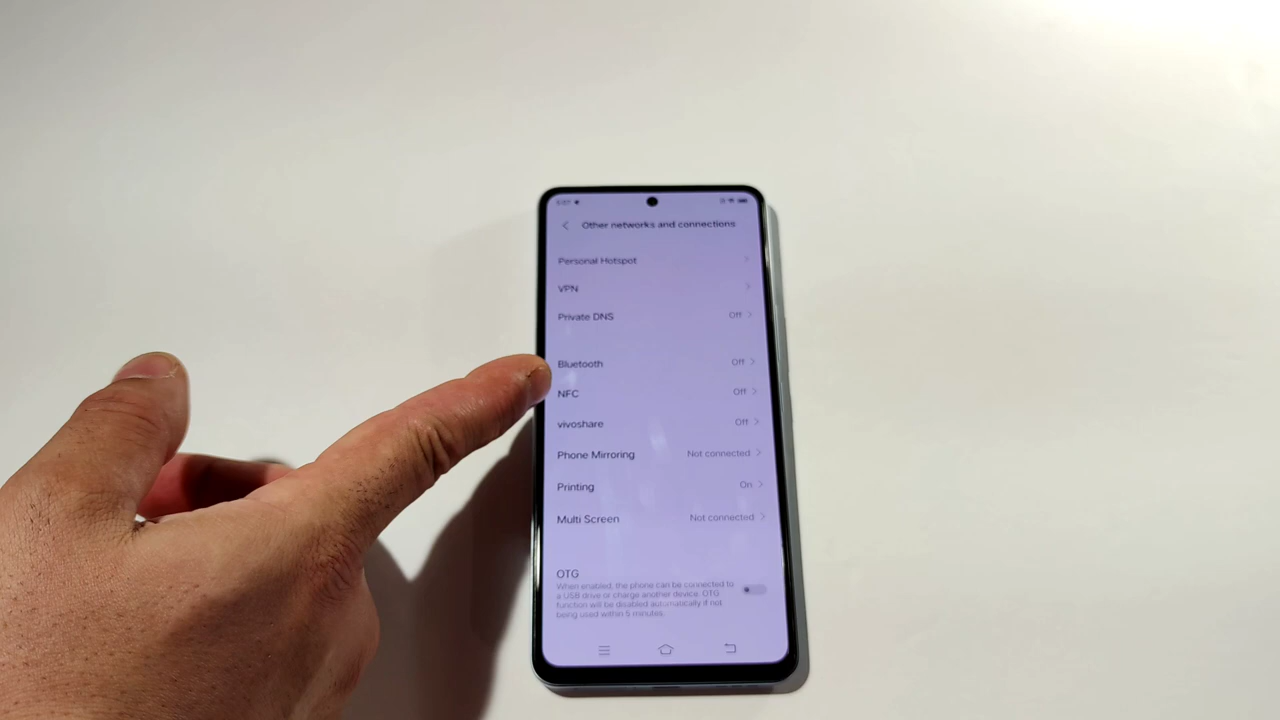 Other networks and connections
Personal Hotspot
VPN
Private DNS Off
Bluetooth Off
NFC Off
vivoshare Off
Phone Mirroring Not connected
Printing On
Multi Screen Not connected
OTG
When enabled, the phone can be connected to
a USB drive or charge another device. OTG
function will be disabled automatically if not
being used within 5 minutes.